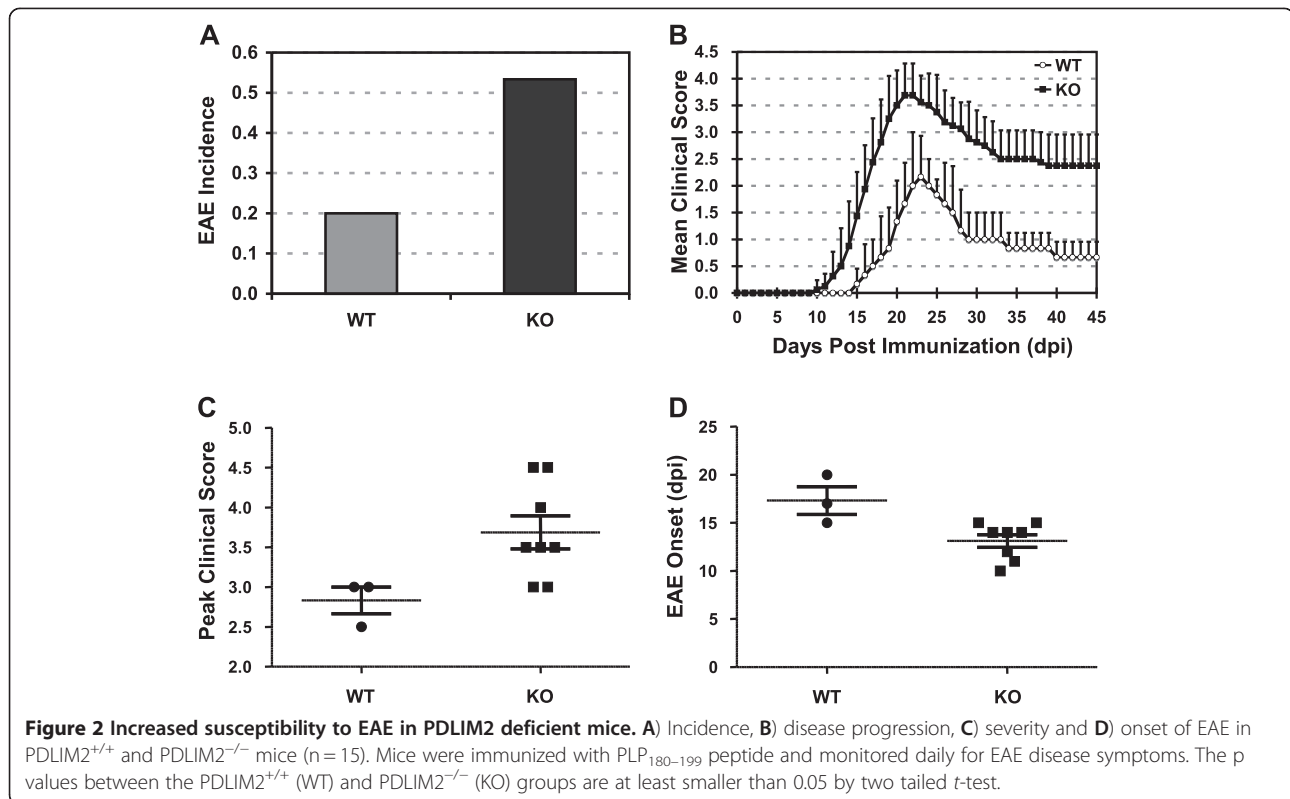 A
0.6
0.5
0.4
0.3
0.2
0.1
0.0
EAE Incidence
WT
KO
B
4.5
4.0
3.5
3.0
2.5
2.0
1.5
1.0
0.5
0.0
Mean Clinical Score
WT
KO
0 5 10 15 20 25 30 35 40 45
Days Post Immunization (dpi)
C
5.0
4.5
4.0
3.5
3.0
2.5
2.0
Peak Clinical Score
WT
KO
D
25
20
15
10
5
0
EAE Onset (dpi)
WT
KO
Figure 2 Increased susceptibility to EAE in PDLIM2 deficient mice. A) Incidence, B) disease progression, C) severity and D) onset of EAE in
PDLIM2+/+ and PDLIM2−/− mice (n = 15). Mice were immunized with PLP180–199 peptide and monitored daily for EAE disease symptoms. The p
values between the PDLIM2+/+ (WT) and PDLIM2−/− (KO) groups are at least smaller than 0.05 by two tailed t-test.